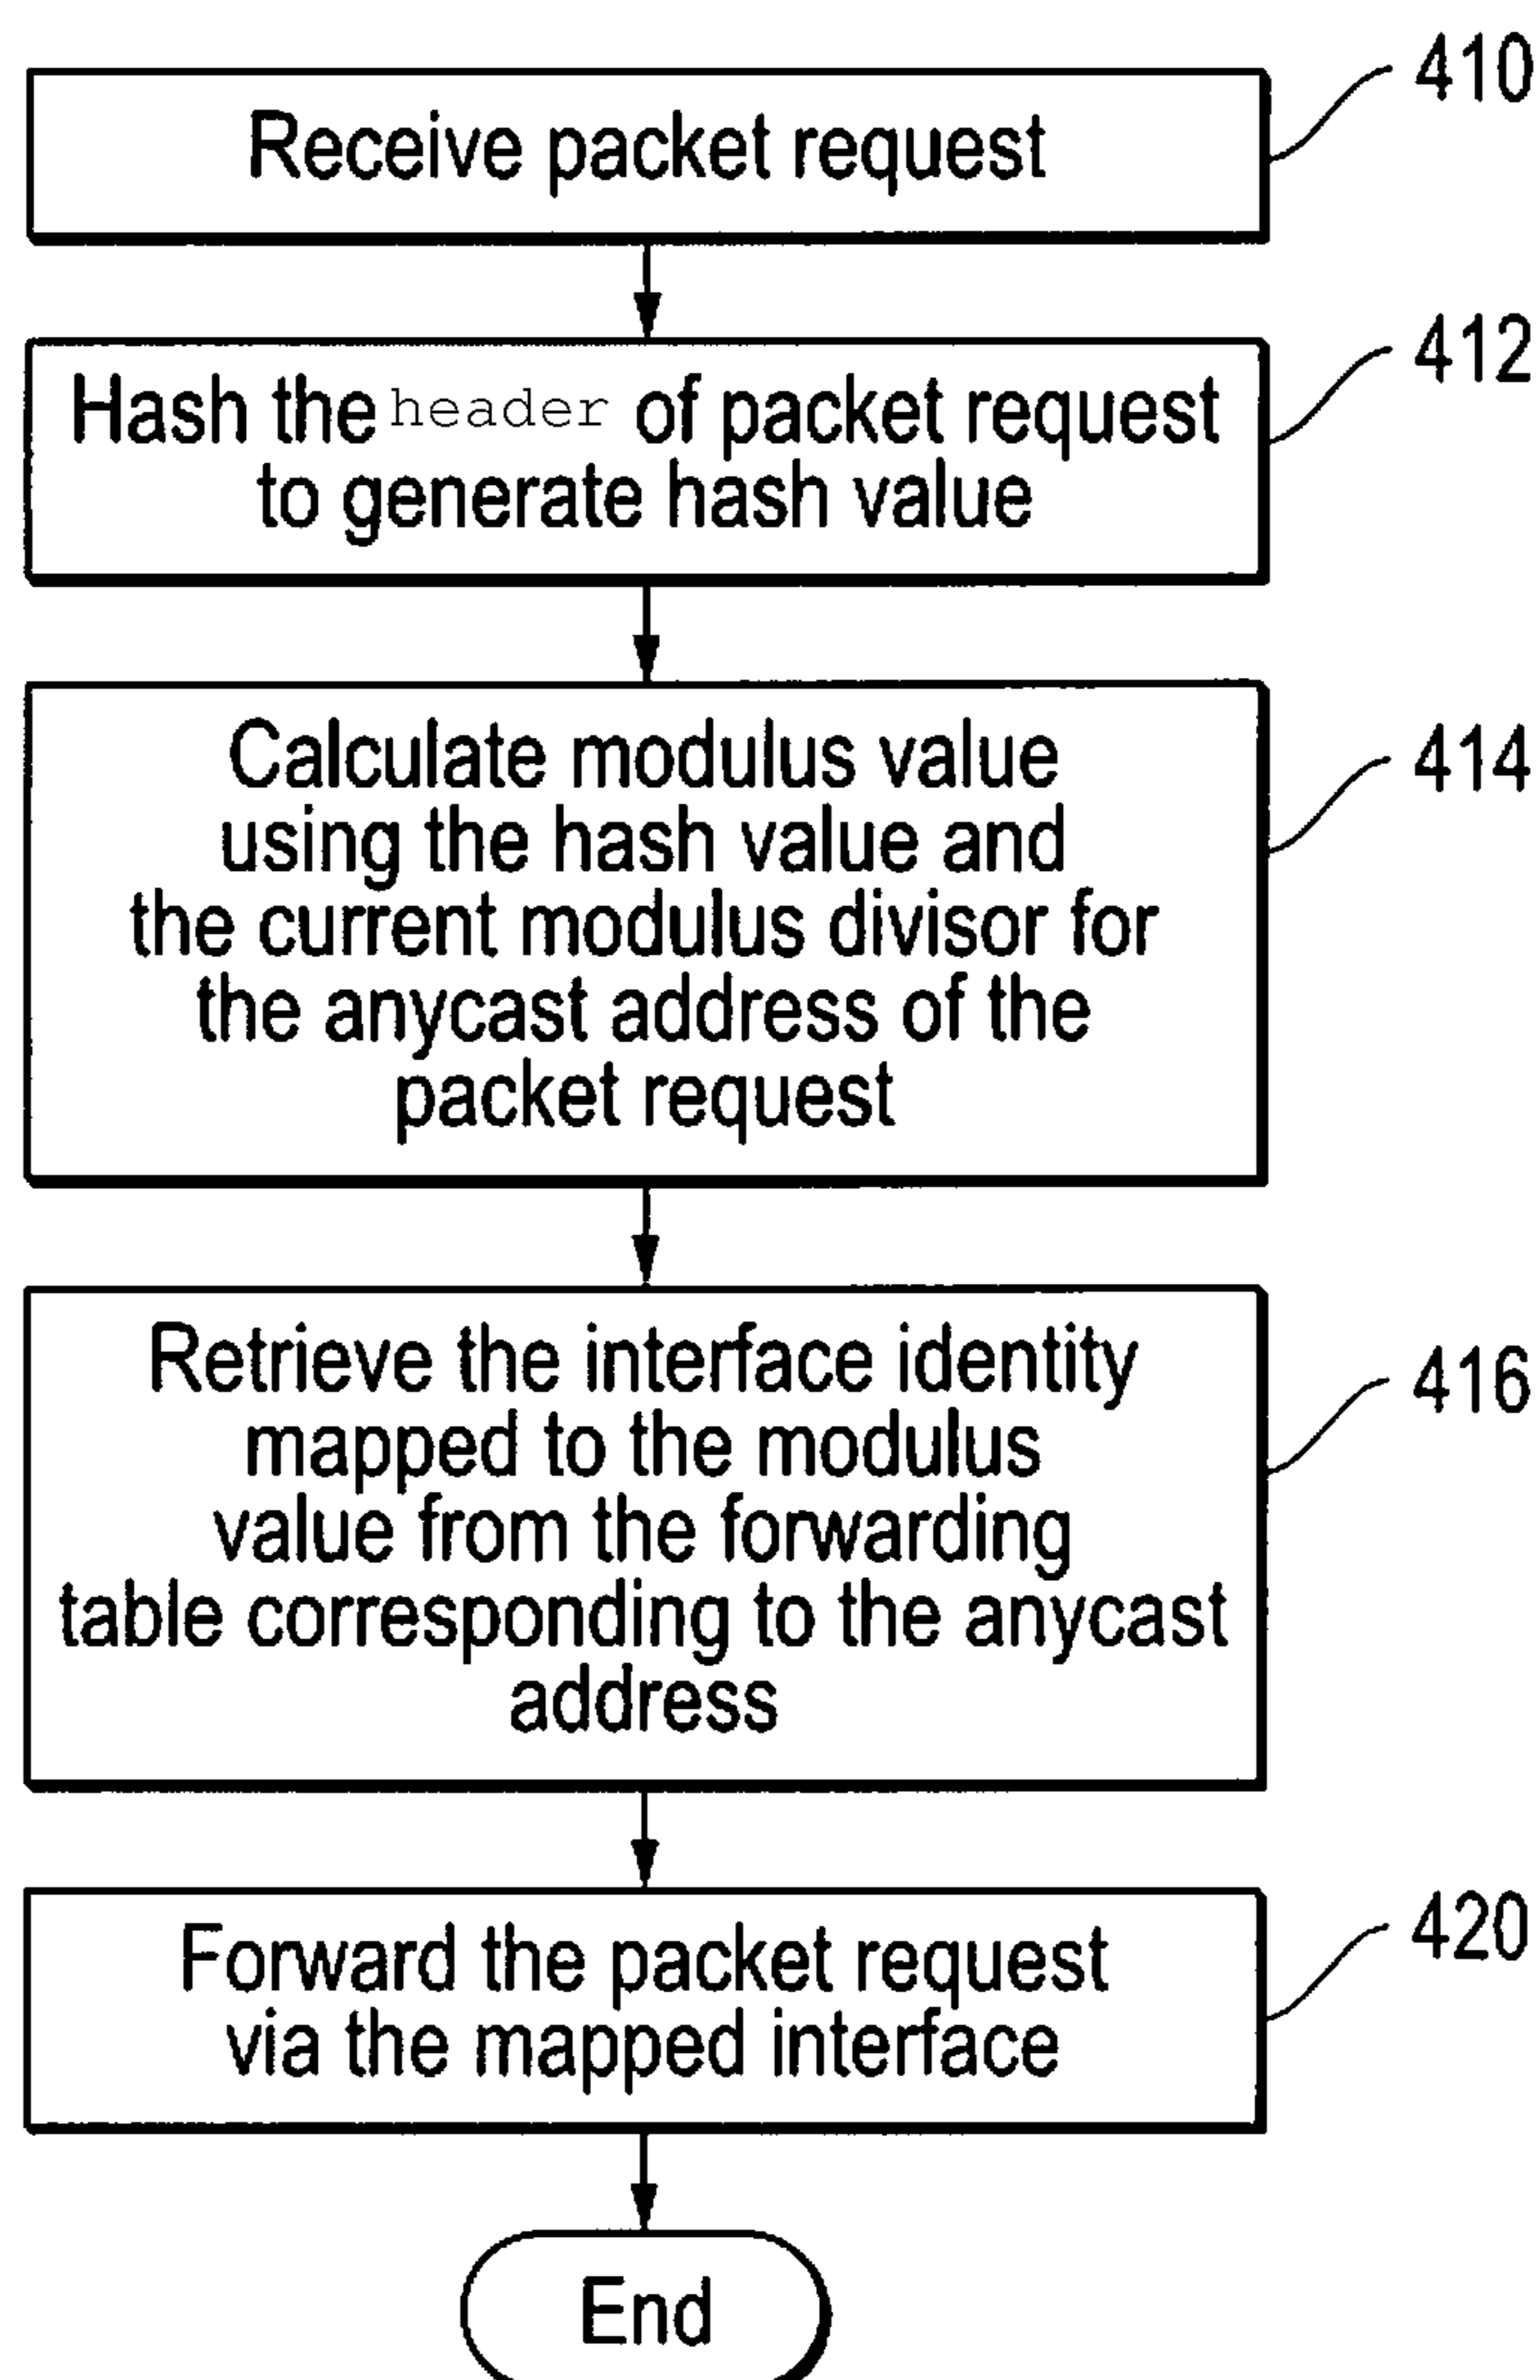 410
Receive packet request
412
Hash the header of packet request
to generate hash value
414
Calculate modulus value
using the hash value and
the current modulus divisor for
the anycast address of the
packet request
416
Retrieve the interface identity
mapped to the modulus
value from the forwarding
table corresponding to the anycast
address
420
Forward the packet request
via the mapped interface
End